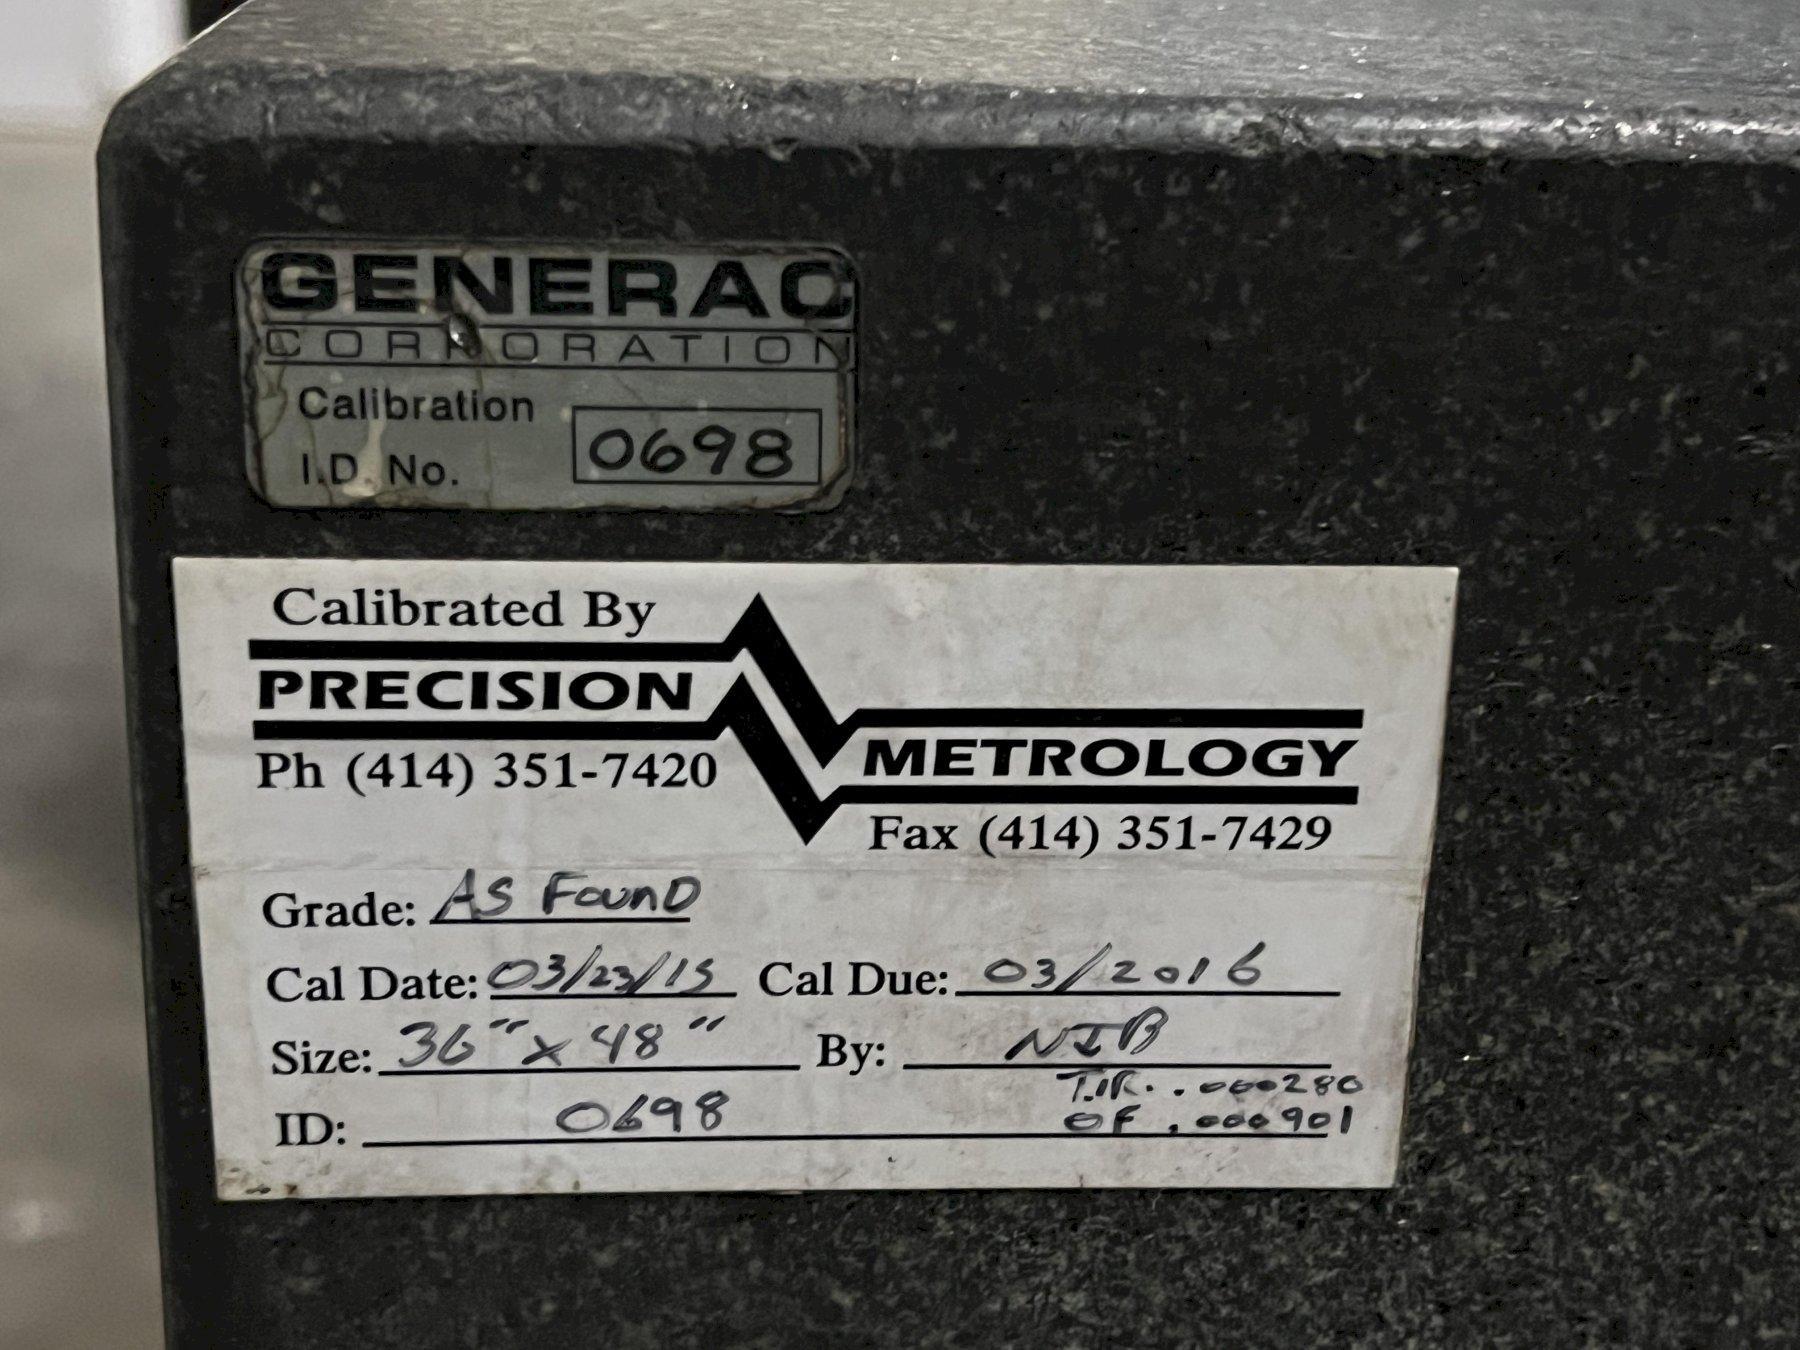 GENERAC
CORPORATION
Calibration
I.D. No. 0698
Calibrated By
PRECISION
METROLOGY
Ph (414) 351-7420
Fax (414) 351-7429
Grade: AS FounD
Cal Date: 03/23/15 Cal Due: 03/2016
Size: 36" x 48" By: NIB
T.I.R. .000280
ID: 0698 OF .000901